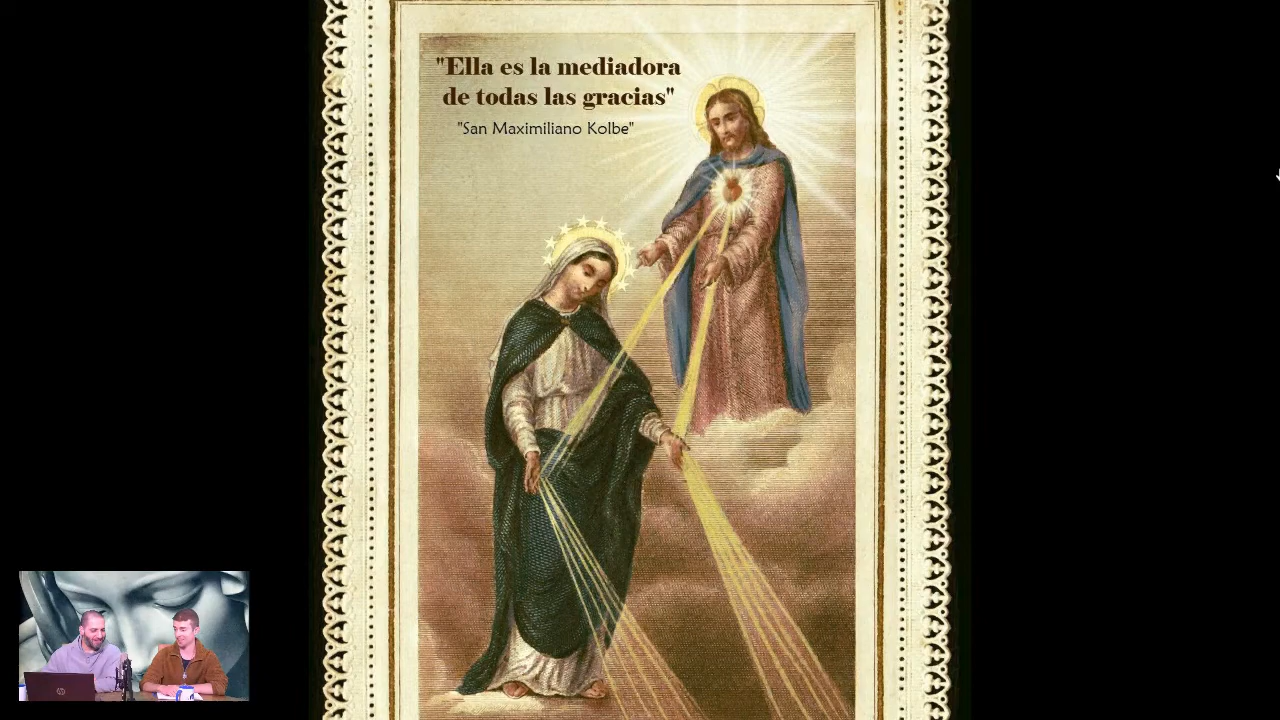 "Ella es la mediadora
de todas las gracias"
"San Maximiliano Kolbe"